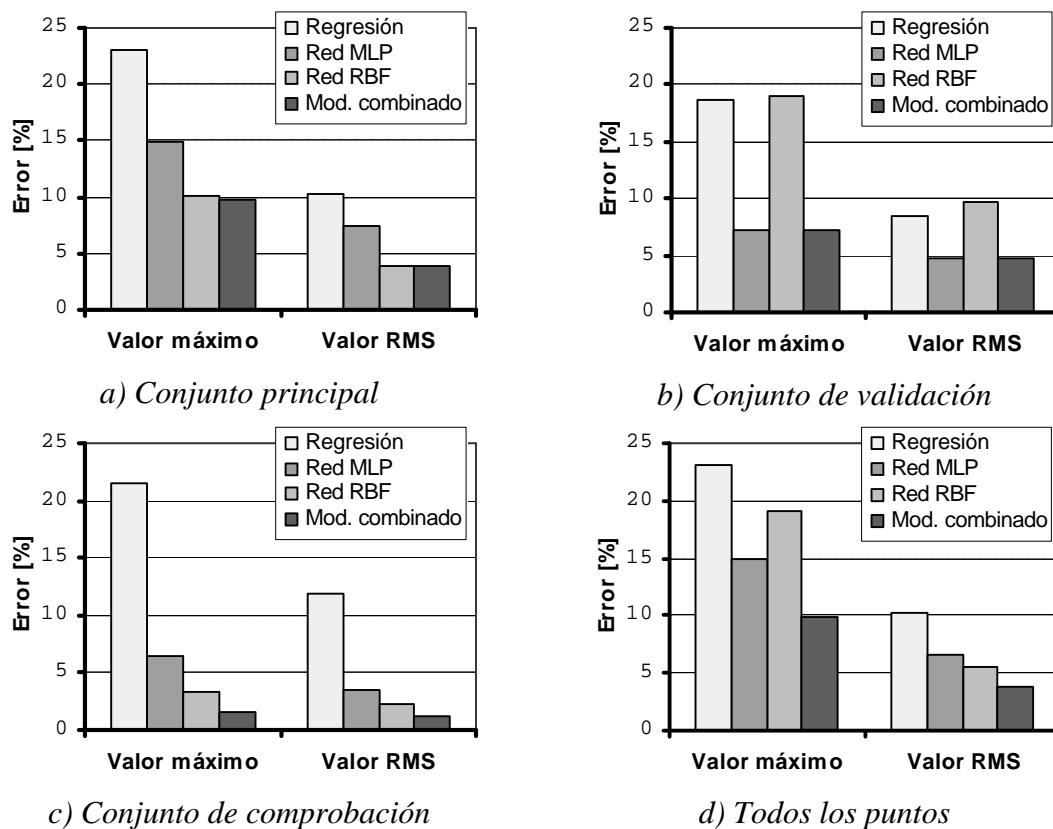 25
20
15
10
5
0
Error [%]
Regresión
Red MLP
Red RBF
Mod. combinado
Valor máximo
Valor RMS
a) Conjunto principal
25
20
15
10
5
0
Error [%]
Regresión
Red MLP
Red RBF
Mod. combinado
Valor máximo
Valor RMS
b) Conjunto de validación
25
20
15
10
5
0
Error [%]
Regresión
Red MLP
Red RBF
Mod. combinado
Valor máximo
Valor RMS
c) Conjunto de comprobación
25
20
15
10
5
0
Error [%]
Regresión
Red MLP
Red RBF
Mod. combinado
Valor máximo
Valor RMS
d) Todos los puntos